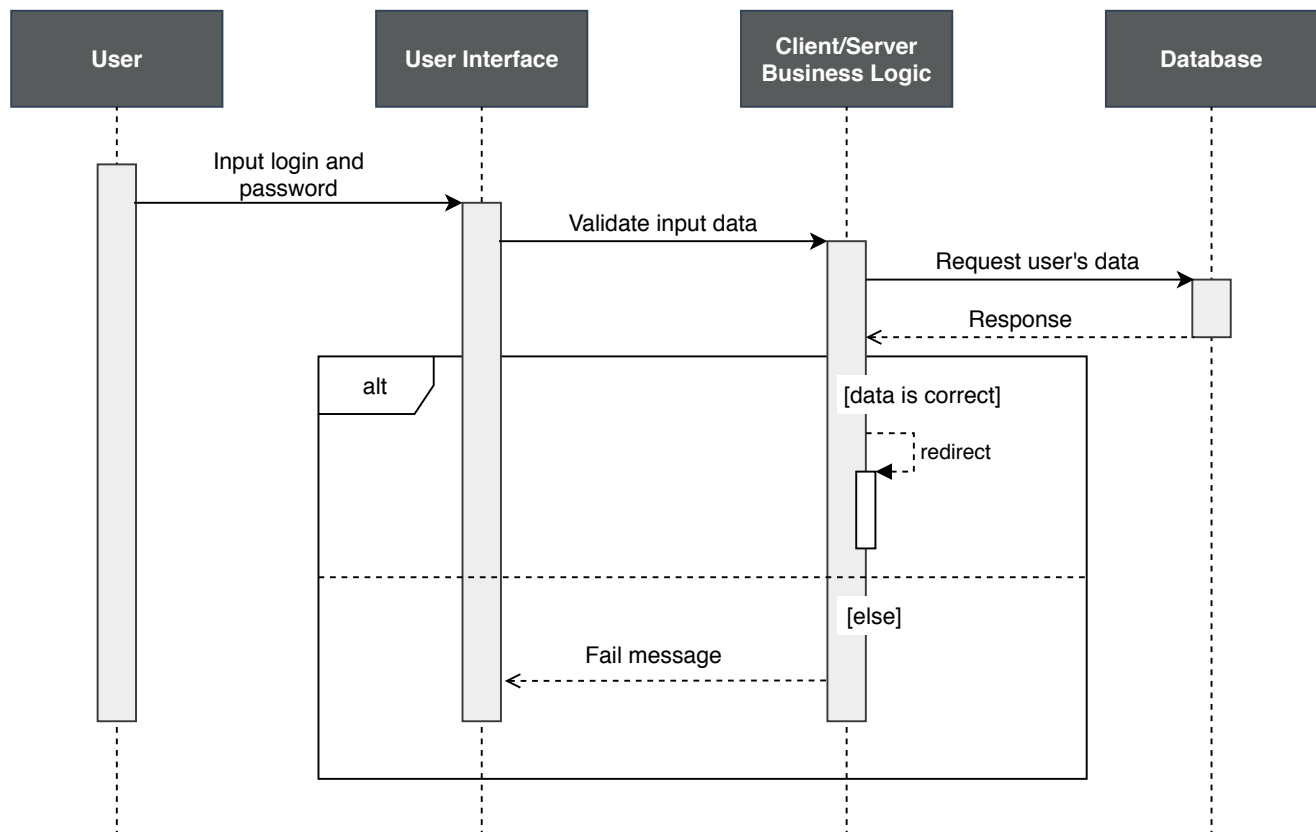 User
User Interface
Client/Server
Business Logic
Database
Input login and
password
Validate input data
Request user's data
Response
alt
[data is correct]
redirect
[else]
Fail message